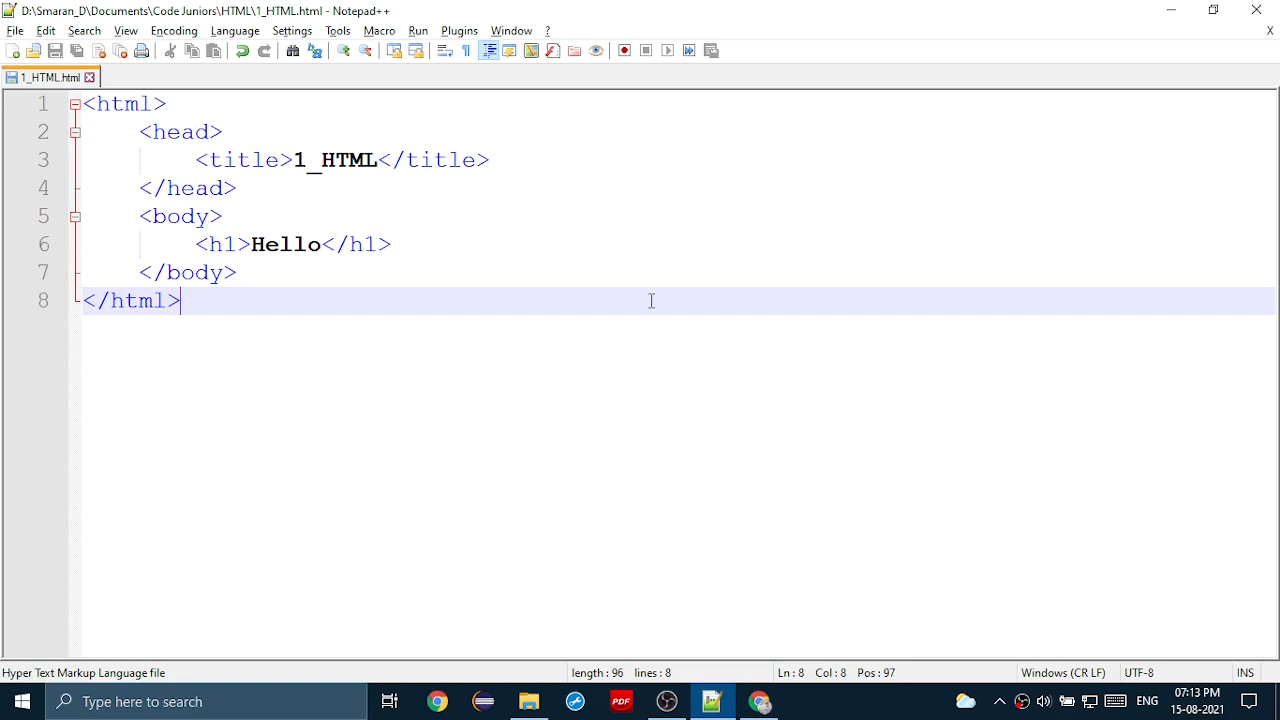 D:\Smaran_D\Documents\Code Juniors\HTML\1_HTML.html - Notepad++
File Edit Search View Encoding Language Settings Tools Macro Run Plugins Window ? X
1_HTML.html
1 <html>
2 <head>
3 <title>1_HTML</title>
4 </head>
5 <body>
6 <h1>Hello</h1>
7 </body>
8 </html>
Hyper Text Markup Language file length : 96 lines : 8 Ln : 8 Col : 8 Pos : 97 Windows (CR LF) UTF-8 INS
Type here to search PDF ENG 07:13 PM
15-08-2021